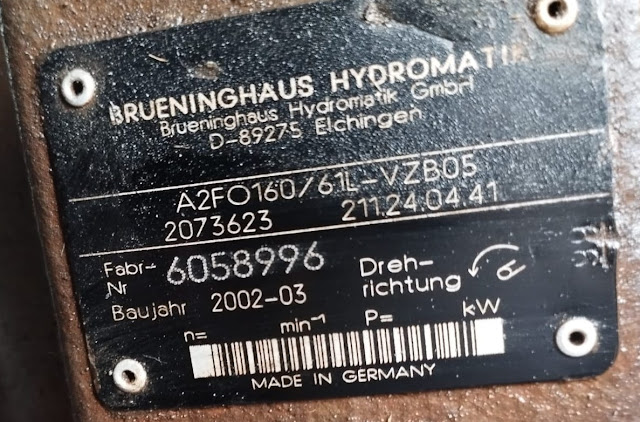 BRUENINGHAUS HYDROMATIK
Brueninghaus Hydromatik GmbH
D-89275 Elchingen
A2FO160/61L-VZB05
2073623 211.24.04.41
Fabr-Nr 6058996 Dreh-richtung
Baujahr 2002-03
n= min⁻¹ P= kW
MADE IN GERMANY